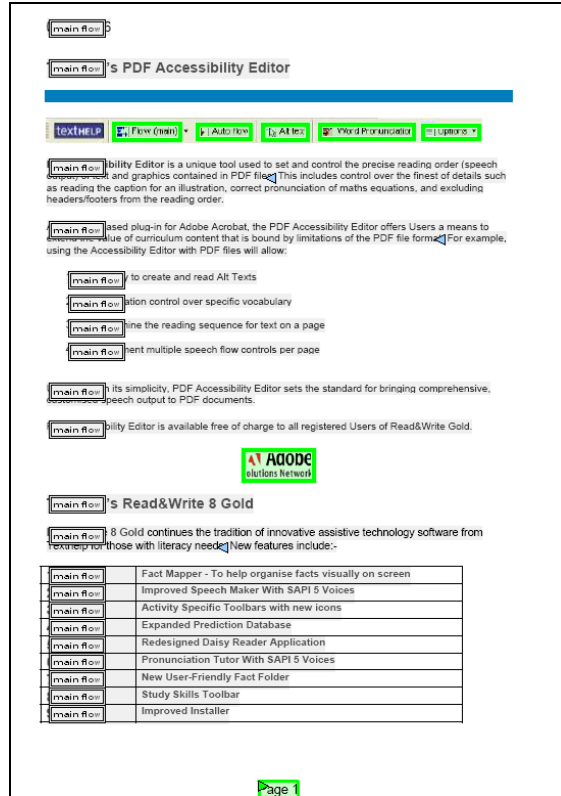 main flow 6
main flow 's PDF Accessibility Editor
textHELP Flow (main) Auto flow Alt tex Word Pronunciation Options
main flow ibility Editor is a unique tool used to set and control the precise reading order (speech
and graphics contained in PDF files This includes control over the finest of details such
as reading the caption for an illustration, correct pronunciation of maths equations, and excluding
headers/footers from the reading order.
main flow ased plug-in for Adobe Acrobat, the PDF Accessibility Editor offers Users a means to
value of curriculum content that is bound by limitations of the PDF file format For example,
using the Accessibility Editor with PDF files will allow:
main flow y to create and read Alt Texts
main flow ation control over specific vocabulary
main flow nine the reading sequence for text on a page
main flow ent multiple speech flow controls per page
main flow n its simplicity, PDF Accessibility Editor sets the standard for bringing comprehensive,
speech output to PDF documents.
main flow bility Editor is available free of charge to all registered Users of Read&Write Gold.
Adobe
olutions Network
main flow 's Read&Write 8 Gold
main flow 8 Gold continues the tradition of innovative assistive technology software from
Texthelp for those with literacy needs New features include:-
main flow Fact Mapper - To help organise facts visually on screen
main flow Improved Speech Maker With SAPI 5 Voices
main flow Activity Specific Toolbars with new icons
main flow Expanded Prediction Database
main flow Redesigned Daisy Reader Application
main flow Pronunciation Tutor With SAPI 5 Voices
main flow New User-Friendly Fact Folder
main flow Study Skills Toolbar
main flow Improved Installer
Page 1